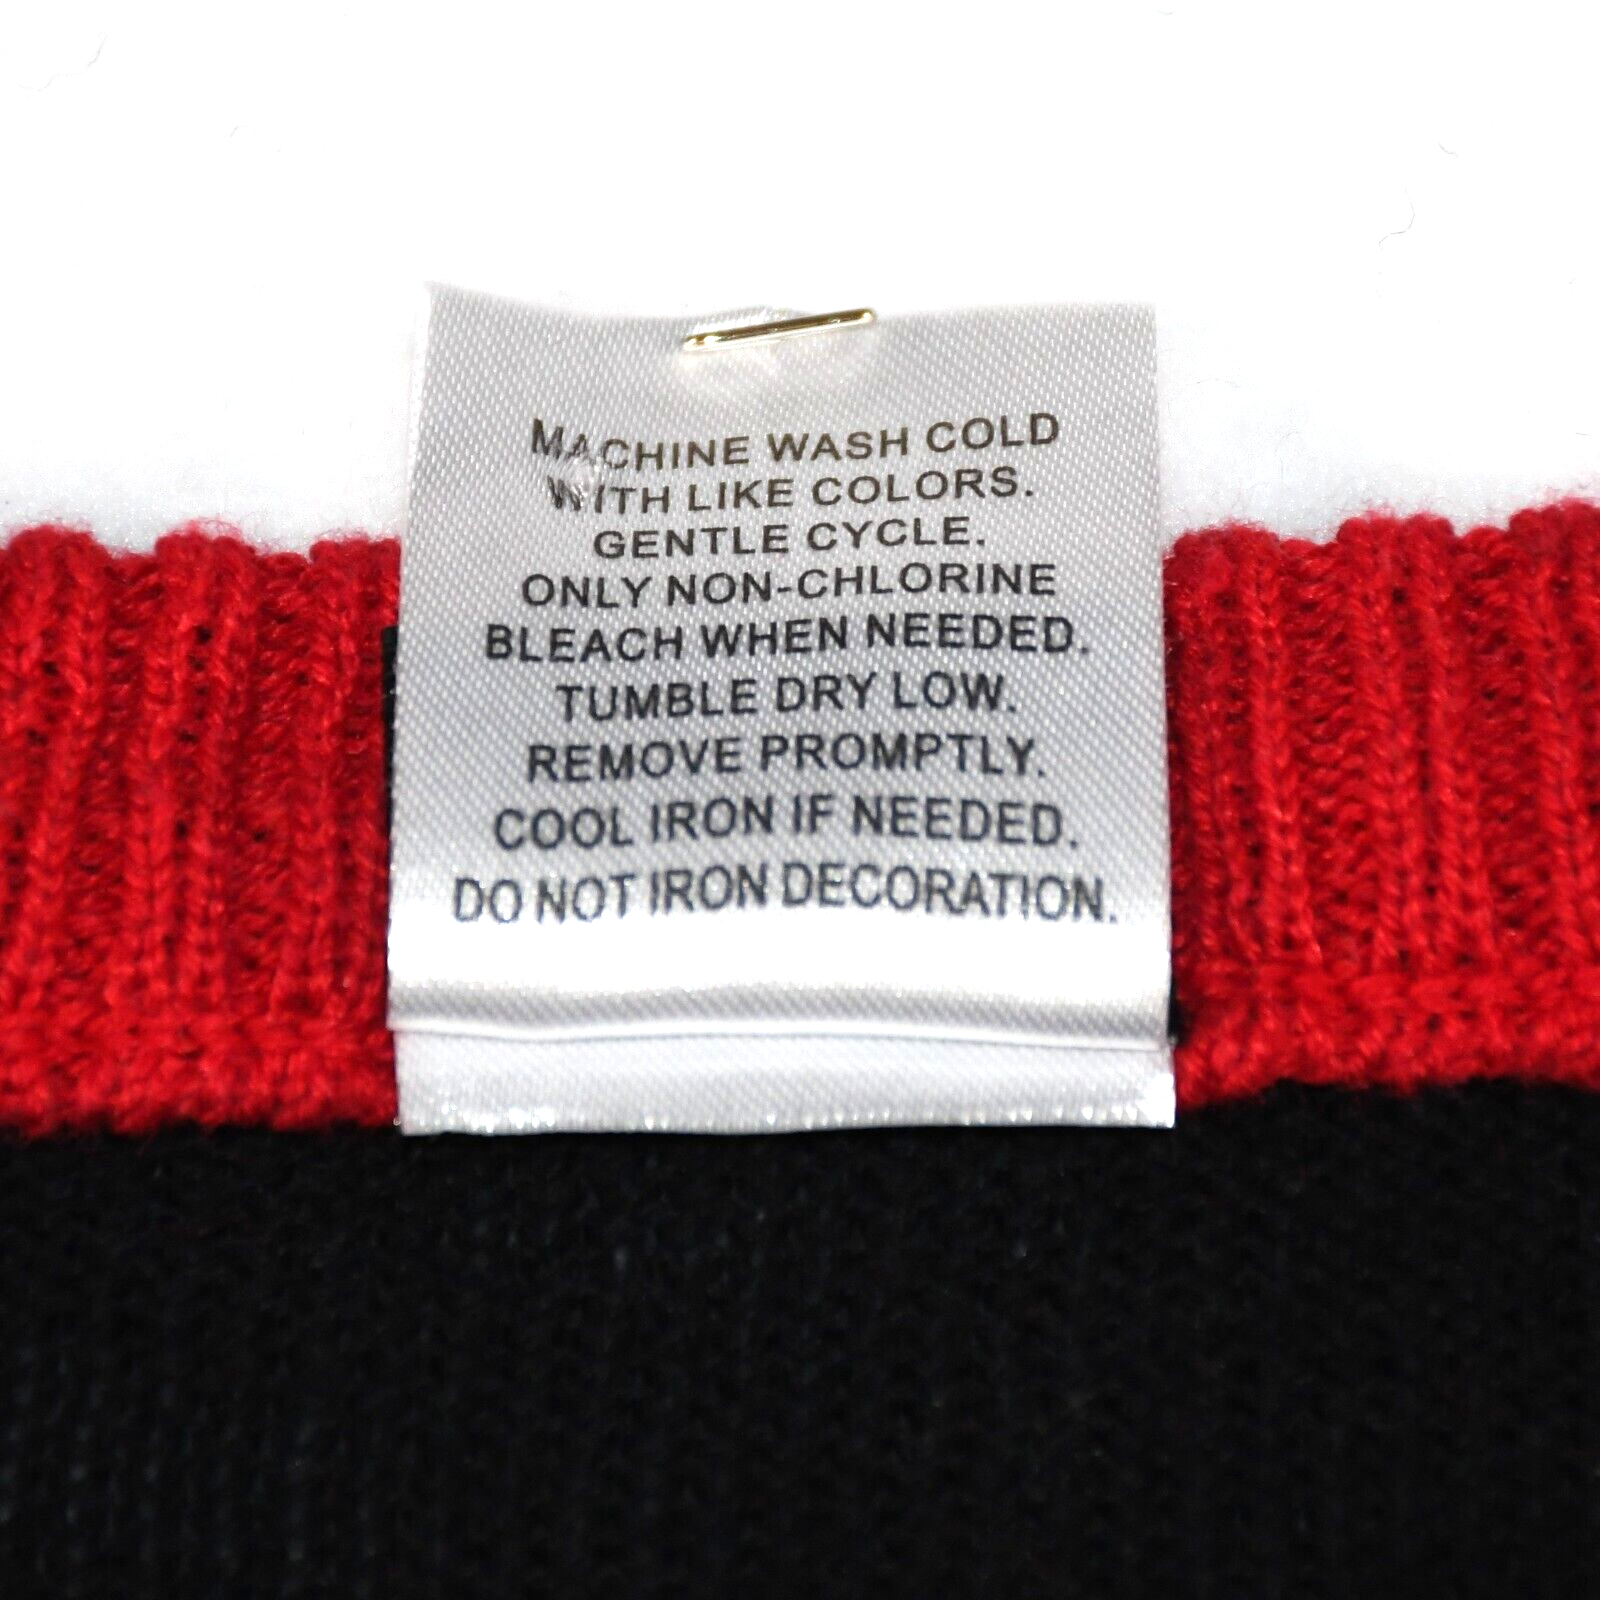 MACHINE WASH COLD
WITH LIKE COLORS.
GENTLE CYCLE.
ONLY NON-CHLORINE
BLEACH WHEN NEEDED.
TUMBLE DRY LOW.
REMOVE PROMPTLY.
COOL IRON IF NEEDED.
DO NOT IRON DECORATION.